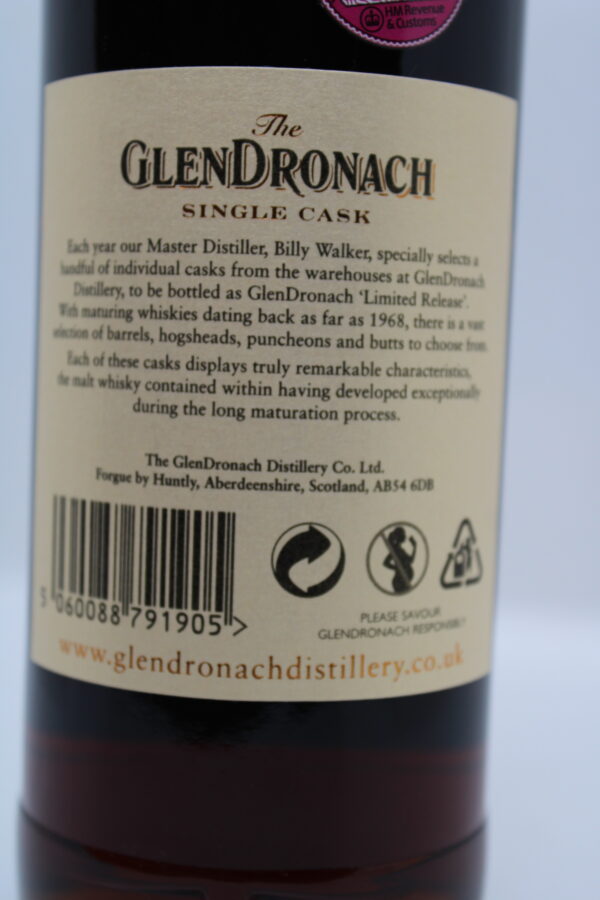 HM Revenue
& Customs
The
GLENDRONACH
SINGLE CASK
Each year our Master Distiller, Billy Walker, specially selects a
handful of individual casks from the warehouses at GlenDronach
Distillery, to be bottled as GlenDronach ‘Limited Release’.
With maturing whiskies dating back as far as 1968, there is a vast
selection of barrels, hogsheads, puncheons and butts to choose from.
Each of these casks displays truly remarkable characteristics,
the malt whisky contained within having developed exceptionally
during the long maturation process.
The GlenDronach Distillery Co. Ltd.
Forgue by Huntly, Aberdeenshire, Scotland, AB54 6DB
5 060088 791905 >
PLEASE SAVOUR
GLENDRONACH RESPONSIBLY
www.glendronachdistillery.co.uk